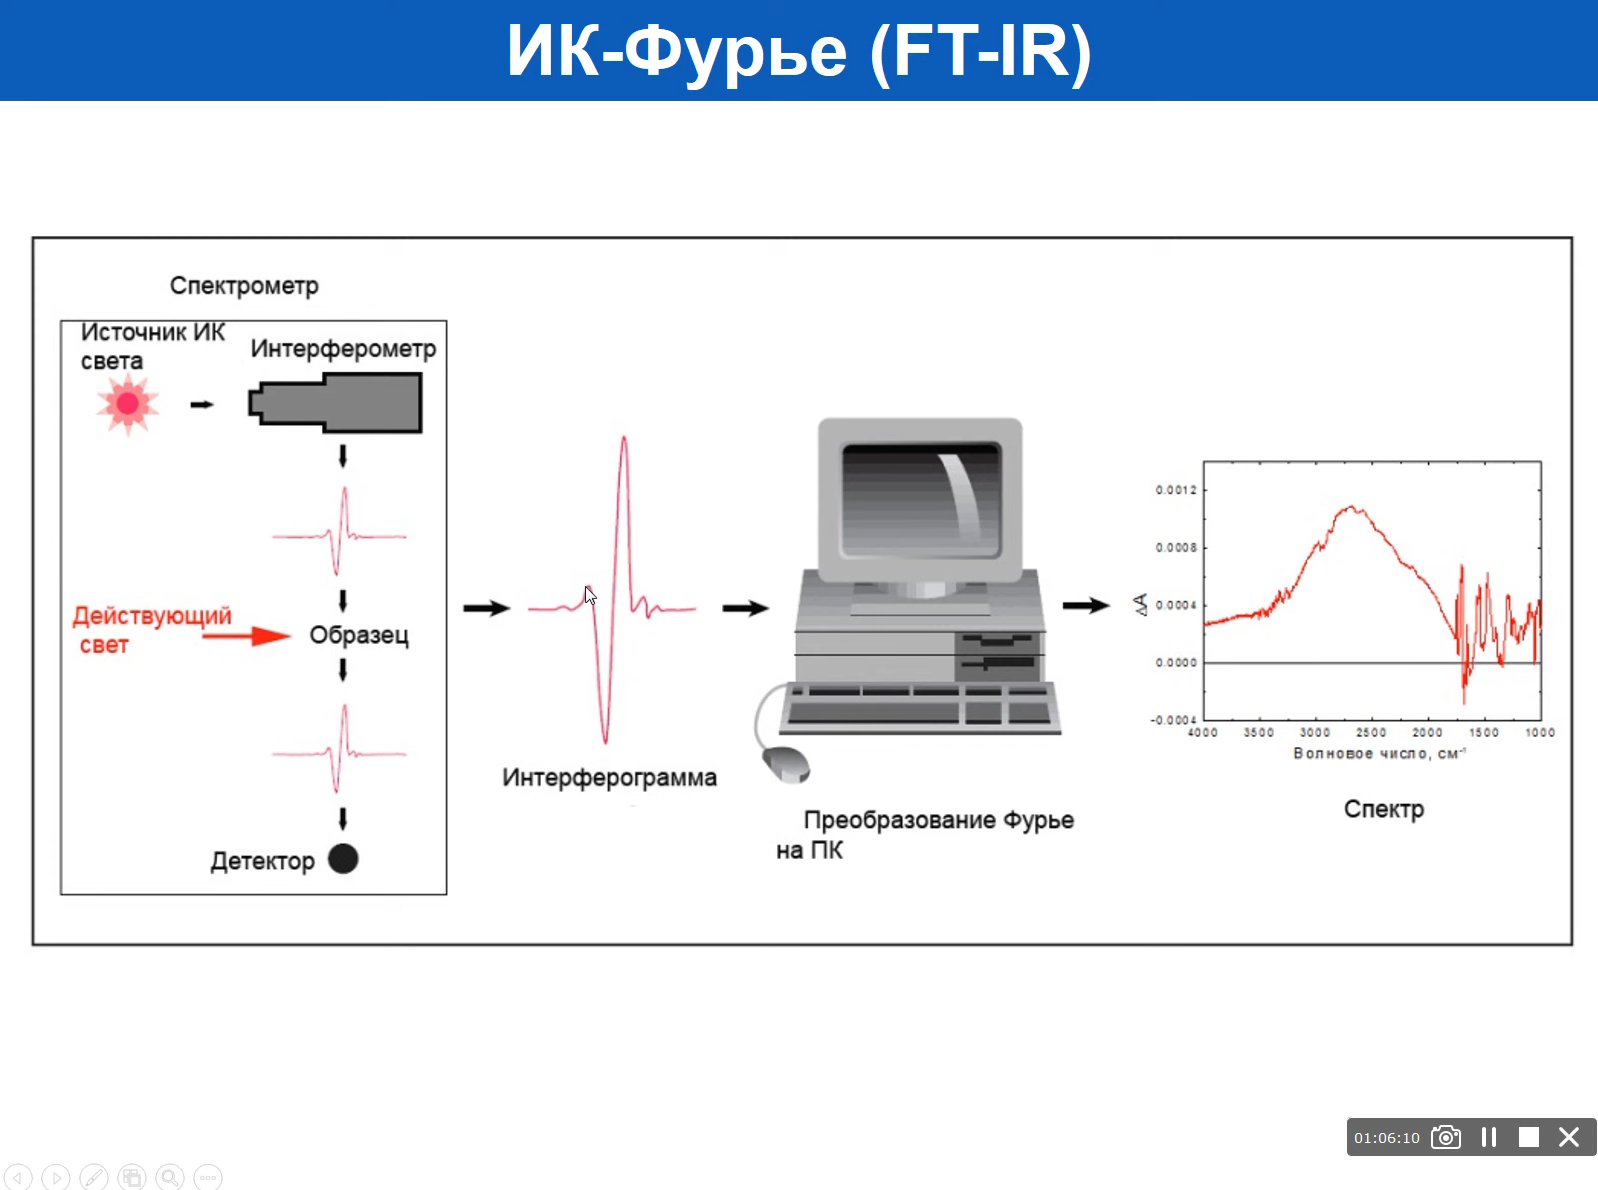 ИК-Фурье (FT-IR)
Спектрометр
Источник ИК
света
Интерферометр
Действующий
свет
Образец
Детектор
Интерферограмма
Преобразование Фурье
на ПК
ΔA
0.0012
0.0008
0.0004
0.0000
-0.0004
4000 3500 3000 2500 2000 1500 1000
Волновое число, см⁻¹
Спектр
01:06:10